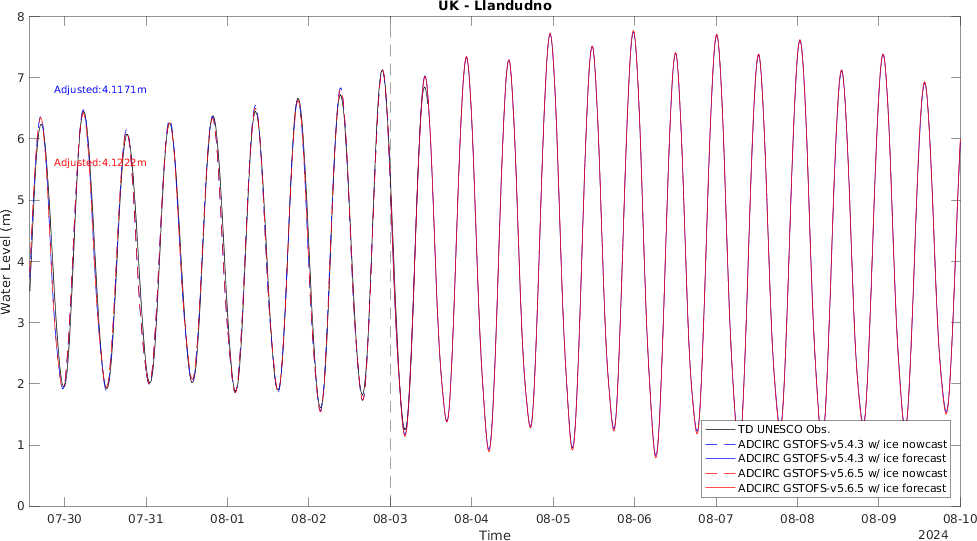 UK - Llandudno
8
7
6
5
4
3
2
1
0
Water Level (m)
Adjusted:4.1171m
Adjusted:4.1222m
TD UNESCO Obs.
ADCIRC GSTOFS-v5.4.3 w/ ice nowcast
ADCIRC GSTOFS-v5.4.3 w/ ice forecast
ADCIRC GSTOFS-v5.6.5 w/ ice nowcast
ADCIRC GSTOFS-v5.6.5 w/ ice forecast
07-30 07-31 08-01 08-02 08-03 08-04 08-05 08-06 08-07 08-08 08-09 08-10
Time
2024